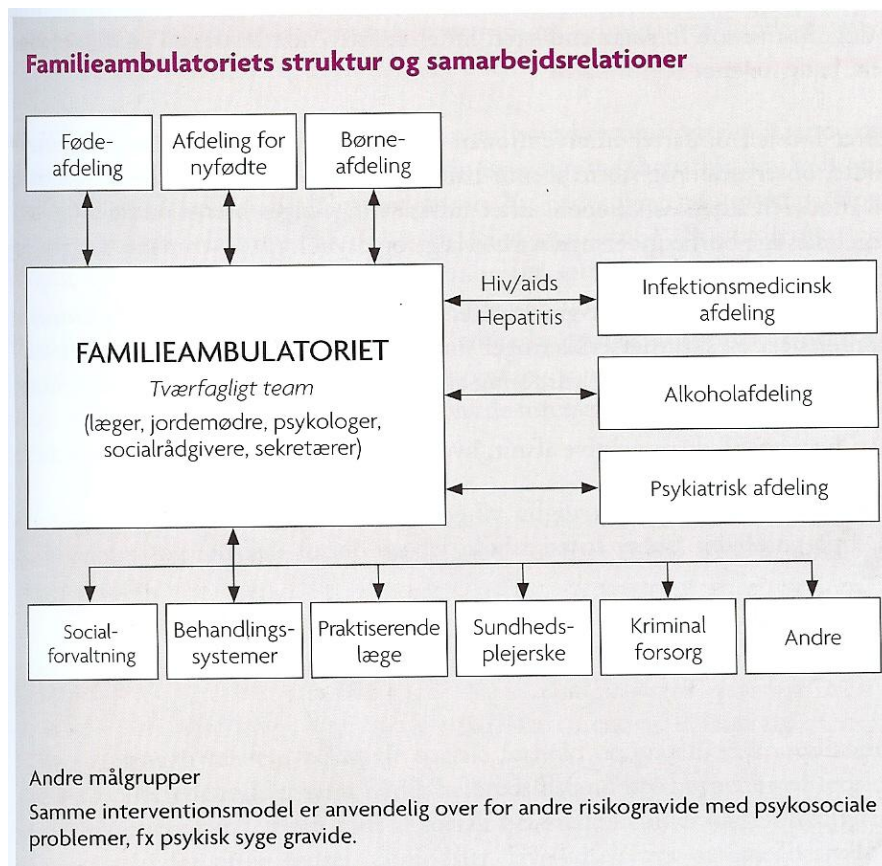 Familieambulatoriets struktur og samarbejdsrelationer
Føde-
afdeling
Afdeling for
nyfødte
Børne-
afdeling
FAMILIEAMBULATORIET
Tværfagligt team
(læger, jordemødre, psykologer,
socialrådgivere, sekretærer)
Hiv/aids
Hepatitis
Infektionsmedicinsk
afdeling
Alkoholafdeling
Psykiatrisk afdeling
Social-
forvaltning
Behandlings-
systemer
Praktiserende
læge
Sundheds-
plejerske
Kriminal
forsorg
Andre
Andre målgrupper
Samme interventionsmodel er anvendelig over for andre risikogravide med psykosociale
problemer, fx psykisk syge gravide.